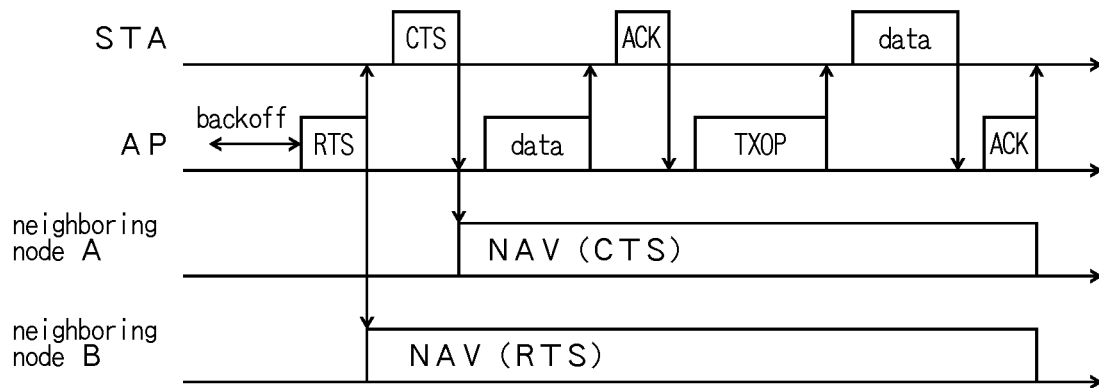 STA
CTS
ACK
data
backoff
AP
RTS
data
TXOP
ACK
neighboring
node A
NAV (CTS)
neighboring
node B
NAV (RTS)